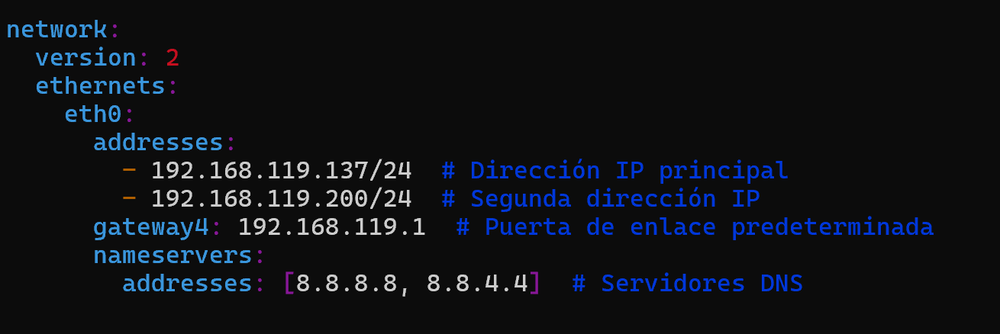 network:
  version: 2
  ethernets:
    eth0:
      addresses:
        - 192.168.119.137/24  # Dirección IP principal
        - 192.168.119.200/24  # Segunda dirección IP
      gateway4: 192.168.119.1  # Puerta de enlace predeterminada
      nameservers:
        addresses: [8.8.8.8, 8.8.4.4]  # Servidores DNS